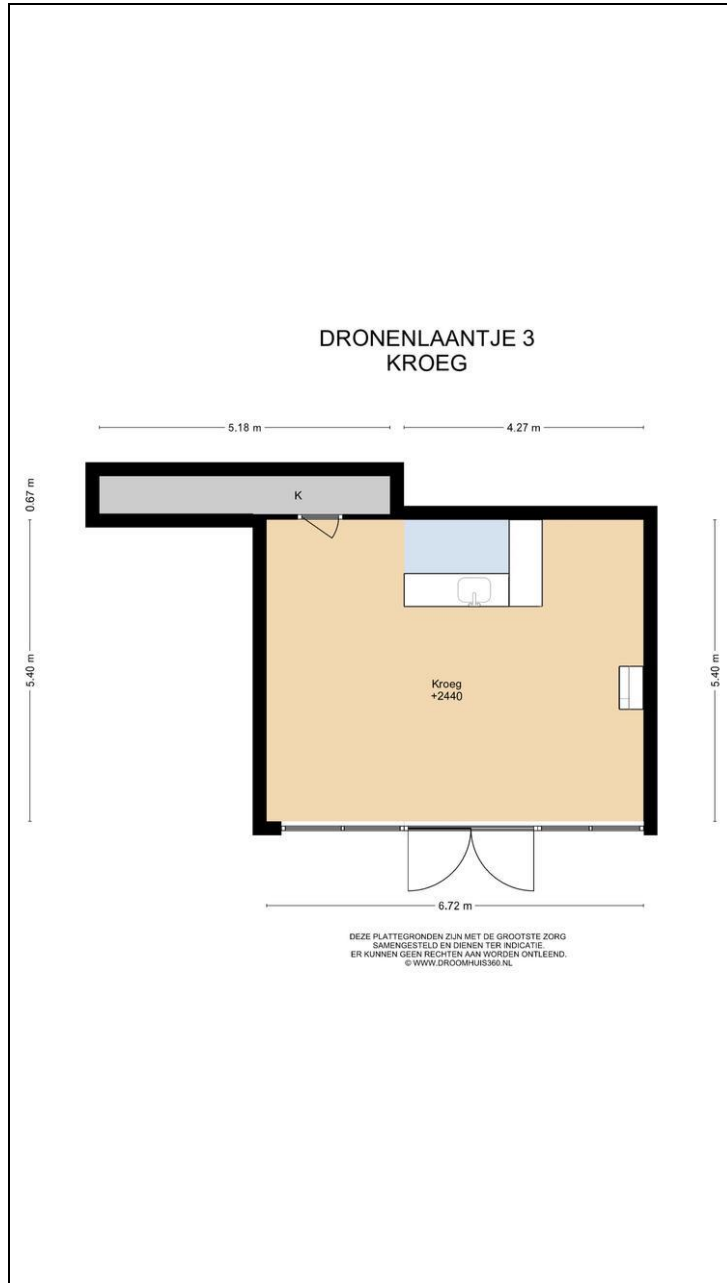 DRONENLAANTJE 3
KROEG
5.18 m
4.27 m
0.67 m
K
5.40 m
5.40 m
Kroeg
+2440
6.72 m
DEZE PLATTEGRONDEN ZIJN MET DE GROOTSTE ZORG
SAMENGESTELD EN DIENEN TER INDICATIE.
ER KUNNEN GEEN RECHTEN AAN WORDEN ONTLEEND.
© WWW.DROOMHUIS360.NL